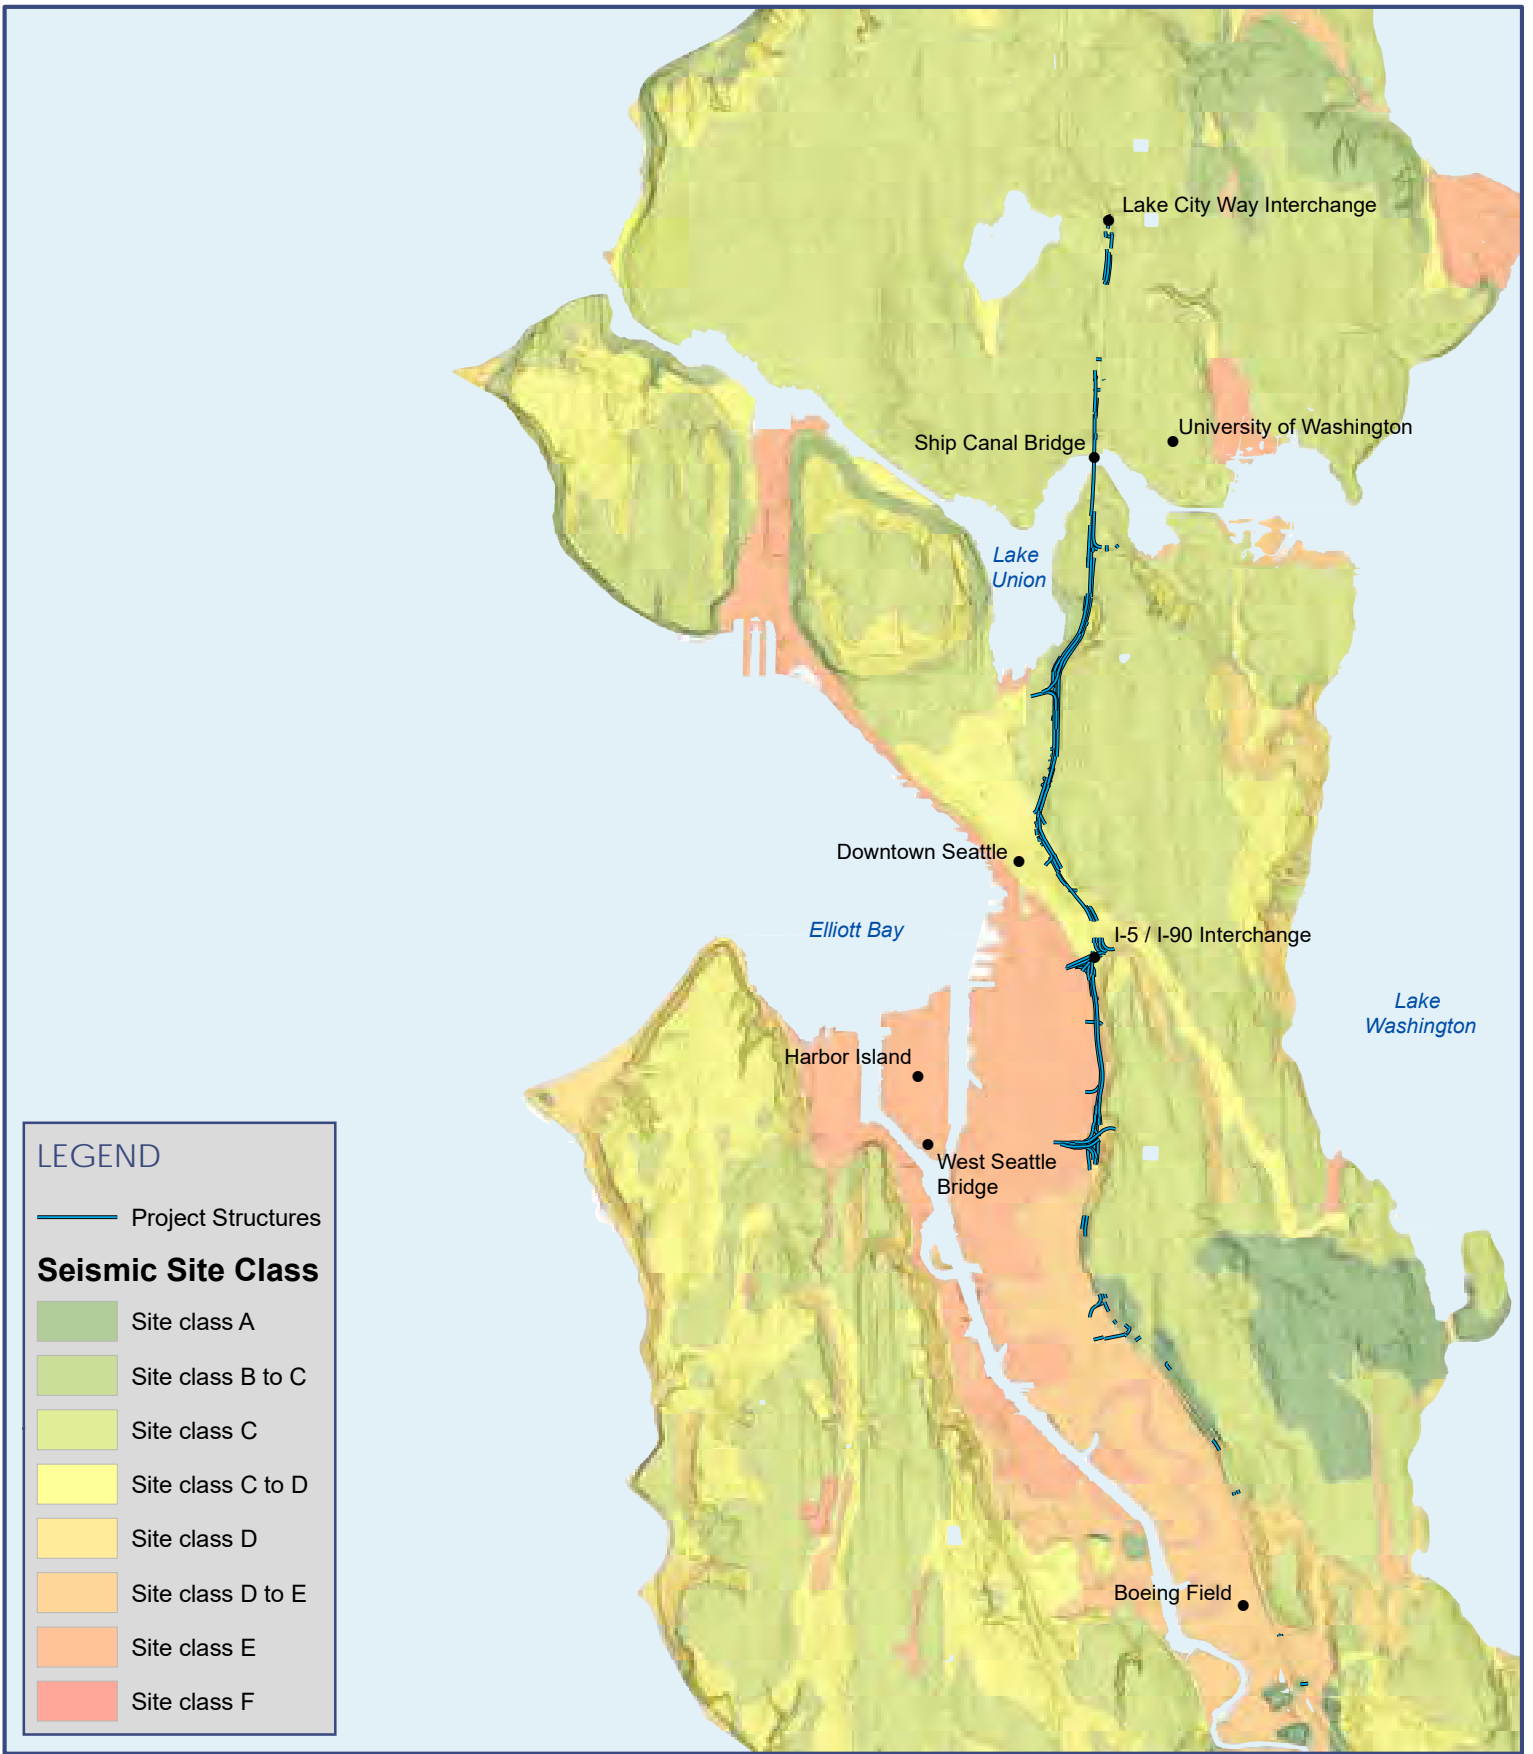 Lake City Way Interchange
University of Washington
Ship Canal Bridge
Lake
Union
Downtown Seattle
Elliott Bay
I-5 / I-90 Interchange
Lake
Washington
Harbor Island
West Seattle
Bridge
LEGEND
Project Structures
Seismic Site Class
Site class A
Site class B to C
Site class C
Site class C to D
Site class D
Site class D to E
Site class E
Site class F
Boeing Field